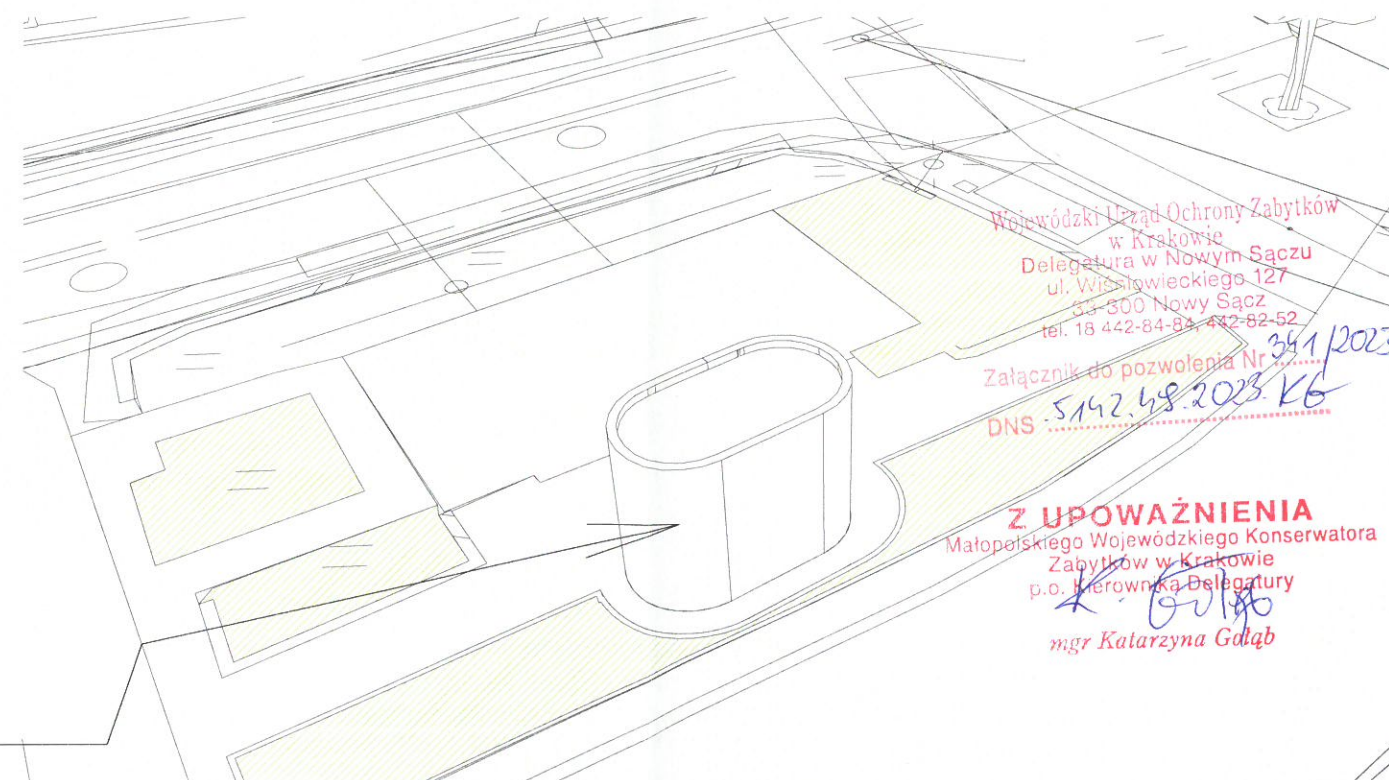 Wojewódzki Urząd Ochrony Zabytków
w Krakowie
Delegatura w Nowym Sączu
ul. Wiśniowieckiego 127
33-300 Nowy Sącz
tel. 18 442-84-84, 442-82-52
Załącznik do pozwolenia Nr 341/2023
DNS 5142.48.2023.KG
Z UPOWAŻNIENIA
Małopolskiego Wojewódzkiego Konserwatora
Zabytków w Krakowie
p.o. Kierownika Delegatury
K. Gołąb
mgr Katarzyna Gołąb